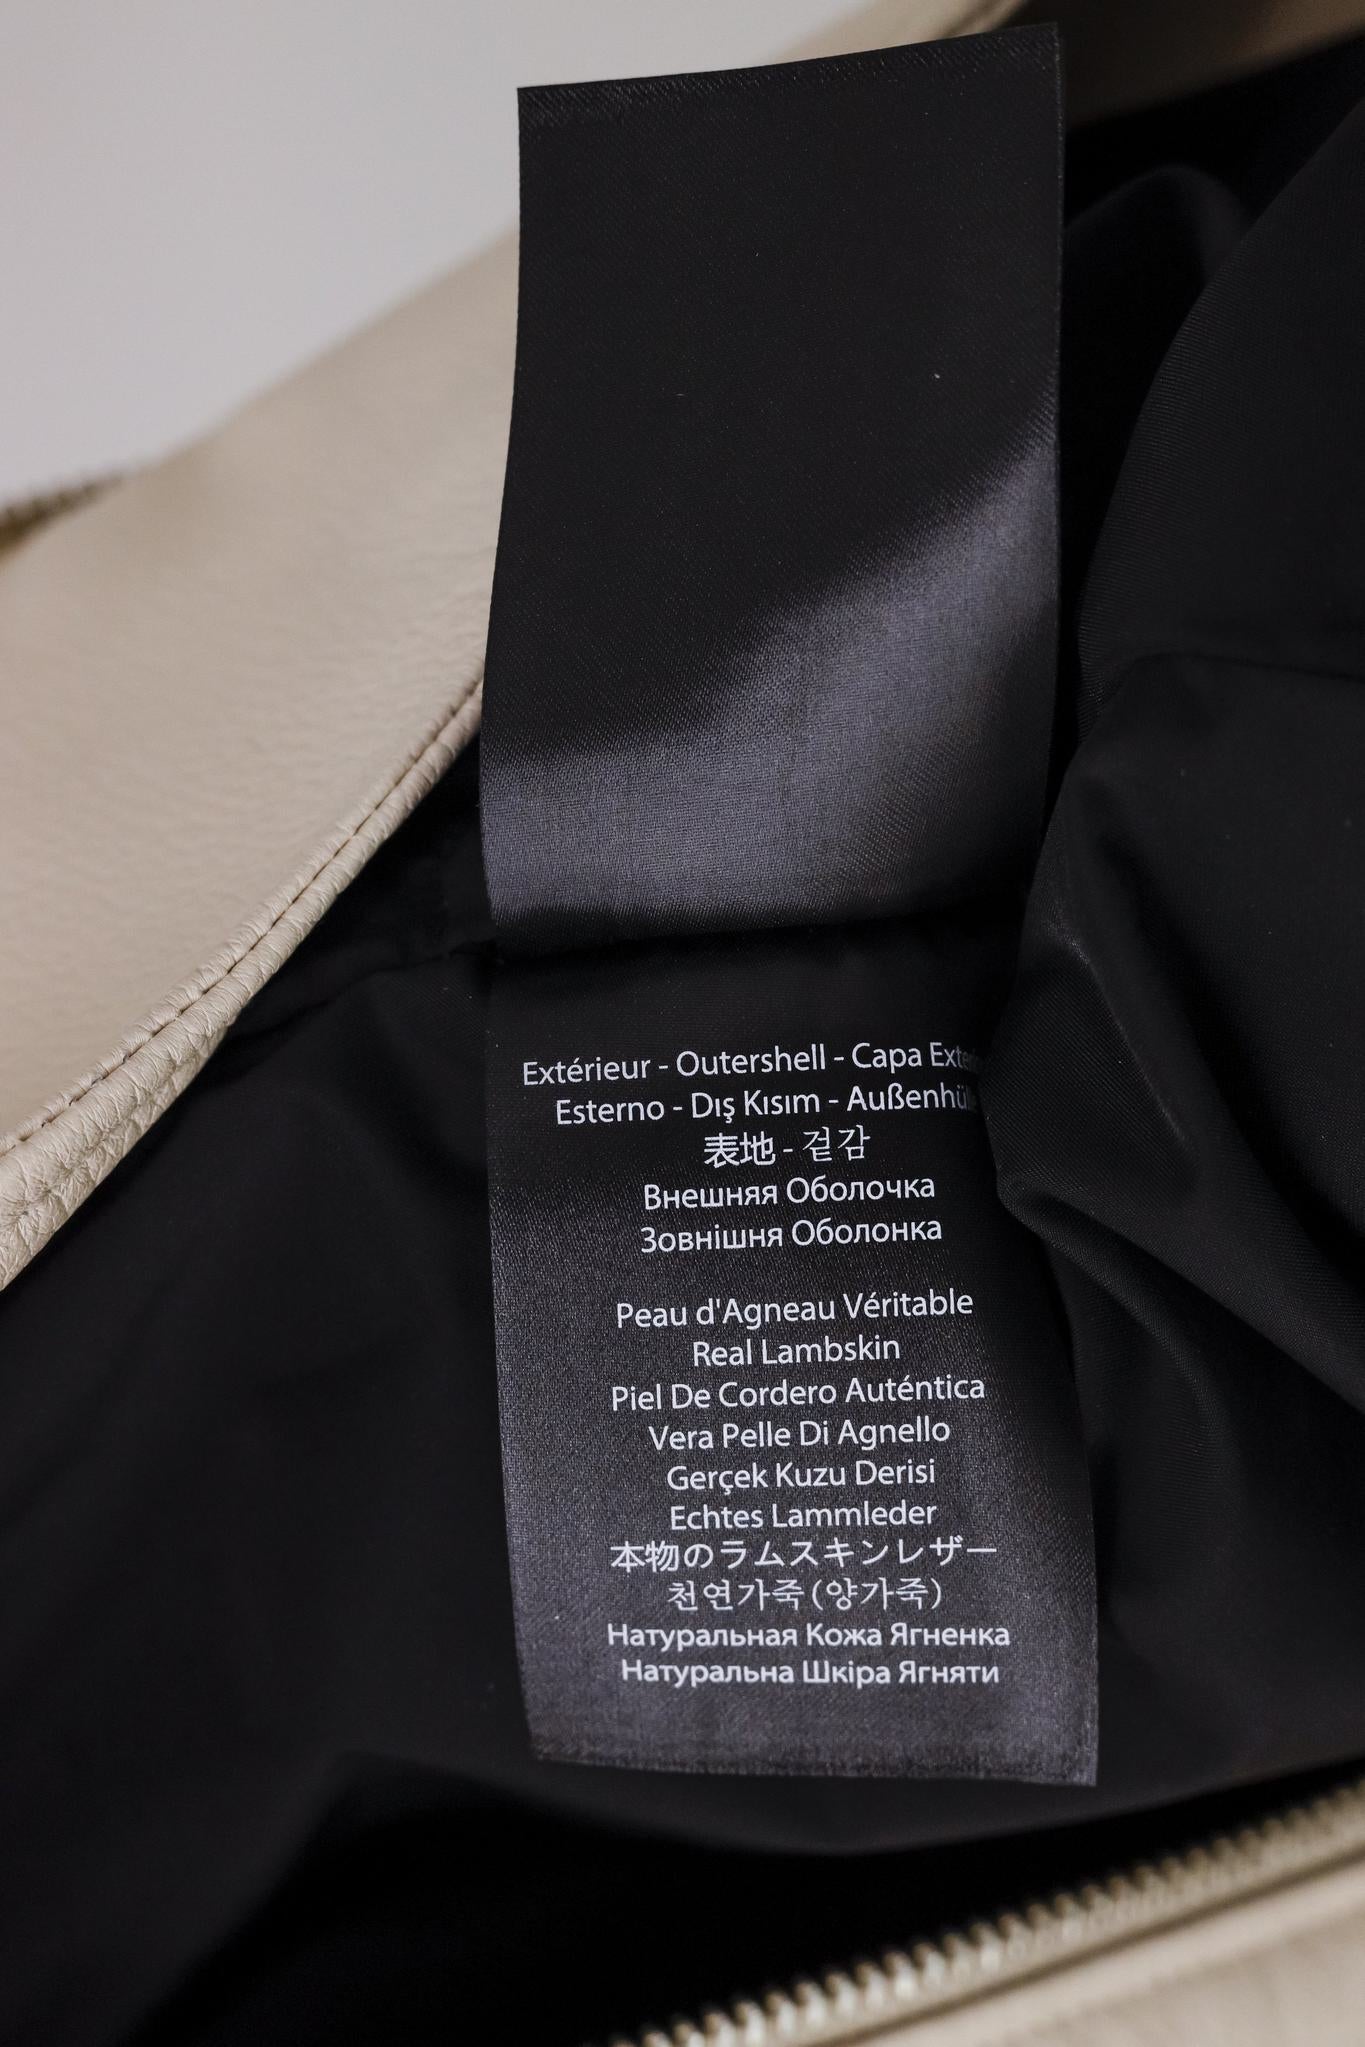 Extérieur - Outershell - Capa
Esterno - Dış Kısım -
表地 - 겉감
Внешняя Оболочка
Зовнішня Оболонка
Peau d'Agneau Véritable
Real Lambskin
Piel De Cordero Auténtica
Vera Pelle Di Agnello
Gerçek Kuzu Derisi
Echtes Lammleder
本物のラムスキンレザー
천연가죽(양가죽)
Натуральная Кожа Ягненка
Натуральна Шкіра Ягняти